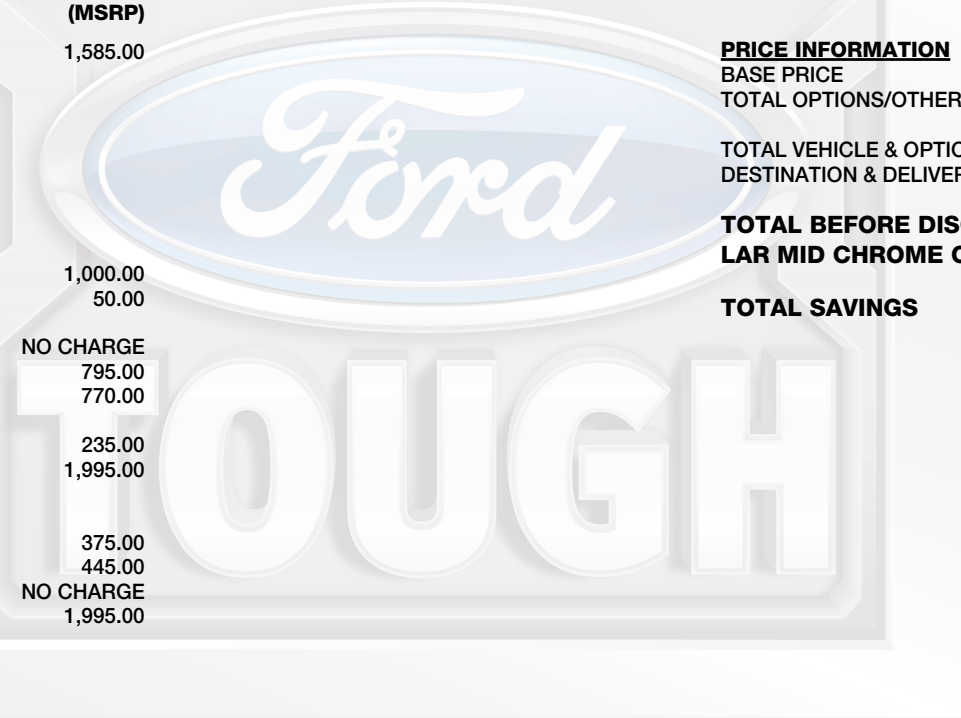 (MSRP)
1,585.00
1,000.00
50.00
NO CHARGE
795.00
770.00
235.00
1,995.00
375.00
445.00
NO CHARGE
1,995.00
PRICE INFORMATION
BASE PRICE
TOTAL OPTIONS/OTHER
TOTAL VEHICLE & OPTIO
DESTINATION & DELIVER
TOTAL BEFORE DIS
LAR MID CHROME
TOTAL SAVINGS
Ford
TOUGH